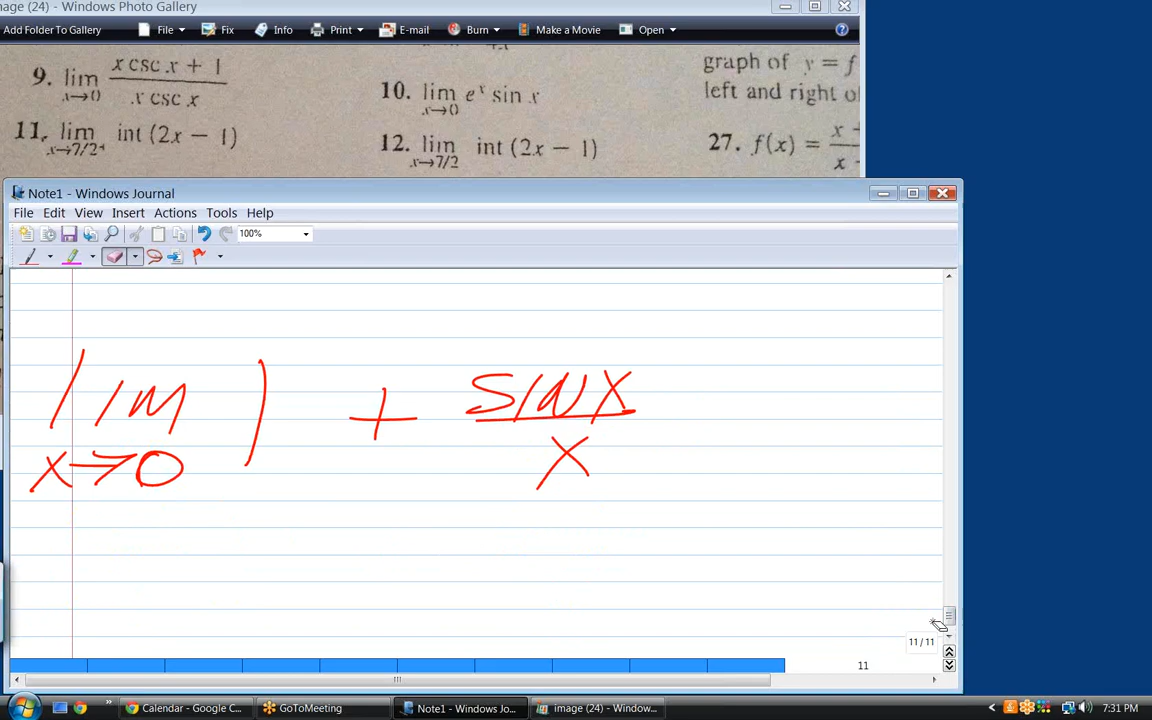 image (24) - Windows Photo Gallery
Add Folder To Gallery File Fix Info Print E-mail Burn Make a Movie Open
9. lim x→0 x csc x + 1 / x csc x
10. lim x→0 eˣ sin x
graph of y = f
left and right of
11. lim x→7/2+ int (2x − 1)
12. lim x→7/2 int (2x − 1)
27. f(x) = x + / x
Note1 - Windows Journal
File Edit View Insert Actions Tools Help
100%
lim x→0 ) + sin x / x
11 / 11
11
Calendar - Google C... GoToMeeting Note1 - Windows Jo... image (24) - Window... 7:31 PM